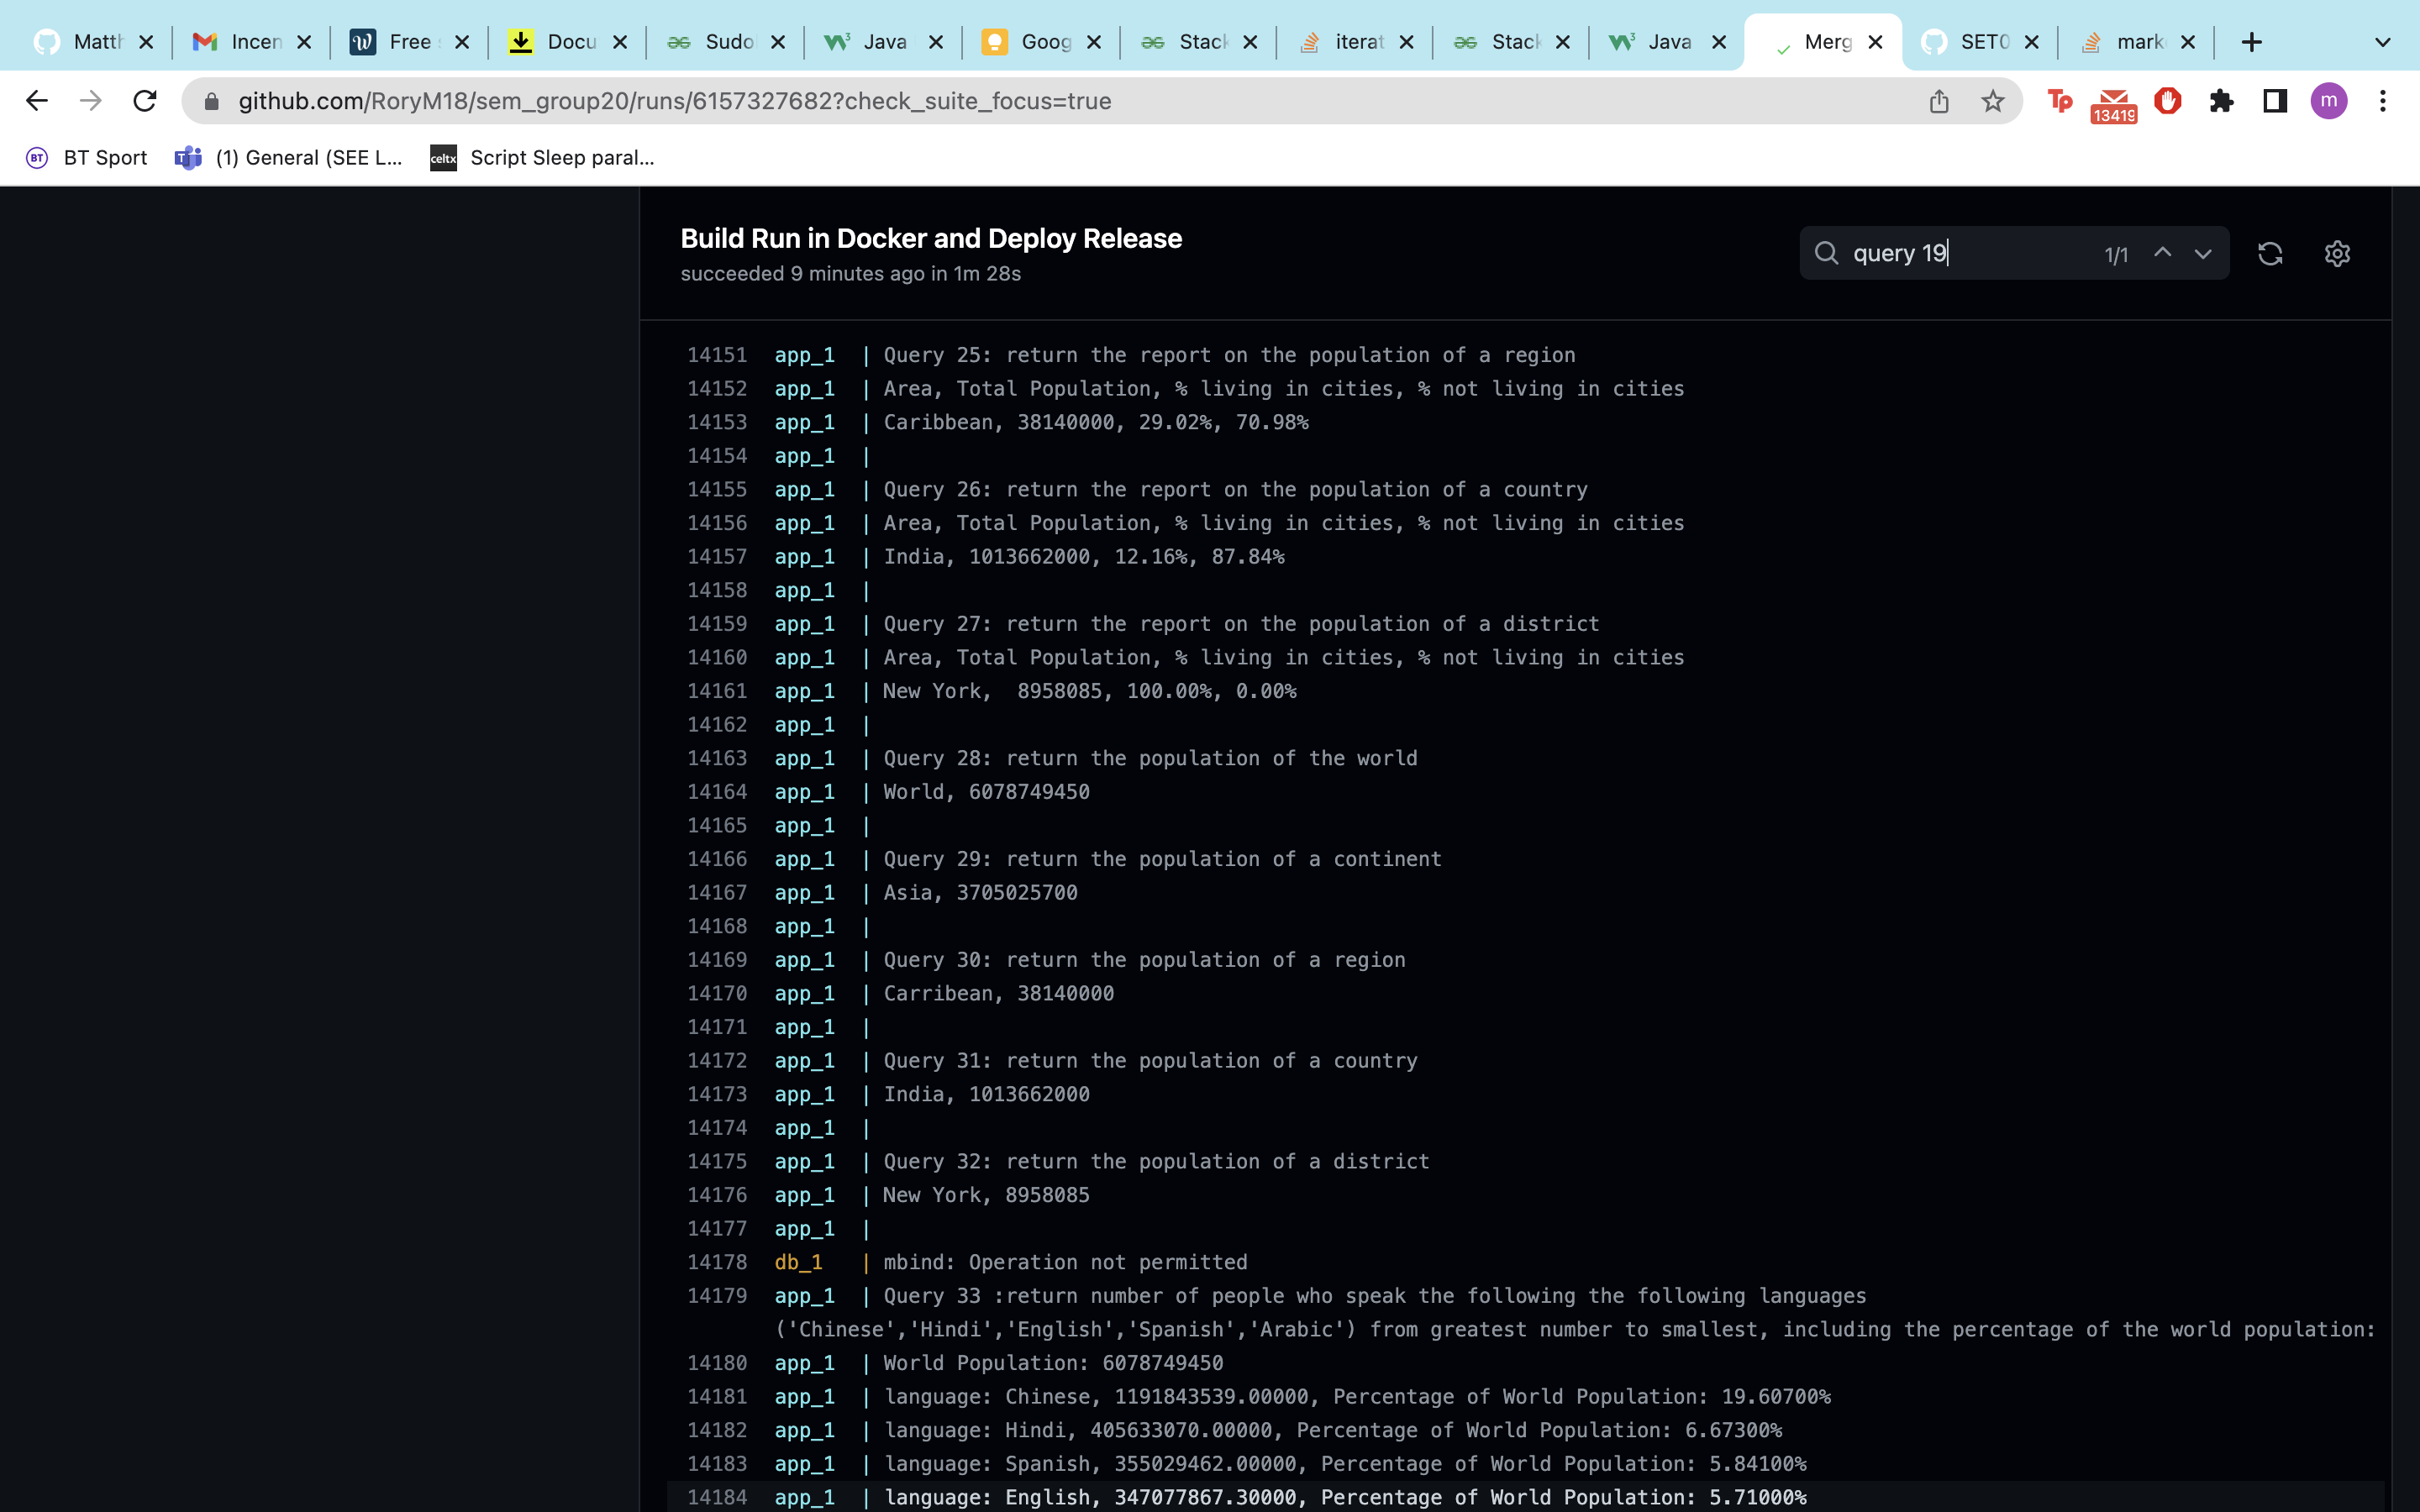 Matth Incen Free s Docu Sudo Java Goog Stack iterat Stack Java Merg SET0 mark
github.com/RoryM18/sem_group20/runs/6157327682?check_suite_focus=true
Tp 13419 m
BT BT Sport (1) General (SEE L... celtx Script Sleep paral...
Build Run in Docker and Deploy Release
succeeded 9 minutes ago in 1m 28s
query 19 1/1
14151 app_1 | Query 25: return the report on the population of a region
14152 app_1 | Area, Total Population, % living in cities, % not living in cities
14153 app_1 | Caribbean, 38140000, 29.02%, 70.98%
14154 app_1 |
14155 app_1 | Query 26: return the report on the population of a country
14156 app_1 | Area, Total Population, % living in cities, % not living in cities
14157 app_1 | India, 1013662000, 12.16%, 87.84%
14158 app_1 |
14159 app_1 | Query 27: return the report on the population of a district
14160 app_1 | Area, Total Population, % living in cities, % not living in cities
14161 app_1 | New York,  8958085, 100.00%, 0.00%
14162 app_1 |
14163 app_1 | Query 28: return the population of the world
14164 app_1 | World, 6078749450
14165 app_1 |
14166 app_1 | Query 29: return the population of a continent
14167 app_1 | Asia, 3705025700
14168 app_1 |
14169 app_1 | Query 30: return the population of a region
14170 app_1 | Carribean, 38140000
14171 app_1 |
14172 app_1 | Query 31: return the population of a country
14173 app_1 | India, 1013662000
14174 app_1 |
14175 app_1 | Query 32: return the population of a district
14176 app_1 | New York, 8958085
14177 app_1 |
14178 db_1 | mbind: Operation not permitted
14179 app_1 | Query 33 :return number of people who speak the following the following languages
('Chinese','Hindi','English','Spanish','Arabic') from greatest number to smallest, including the percentage of the world population:
14180 app_1 | World Population: 6078749450
14181 app_1 | language: Chinese, 1191843539.00000, Percentage of World Population: 19.60700%
14182 app_1 | language: Hindi, 405633070.00000, Percentage of World Population: 6.67300%
14183 app_1 | language: Spanish, 355029462.00000, Percentage of World Population: 5.84100%
14184 app_1 | language: English, 347077867.30000, Percentage of World Population: 5.71000%